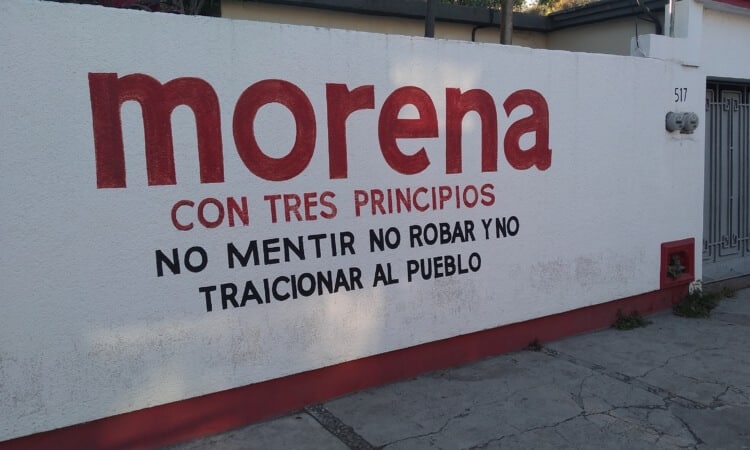 morena
CON TRES PRINCIPIOS
NO MENTIR NO ROBAR Y NO
TRAICIONAR AL PUEBLO
517